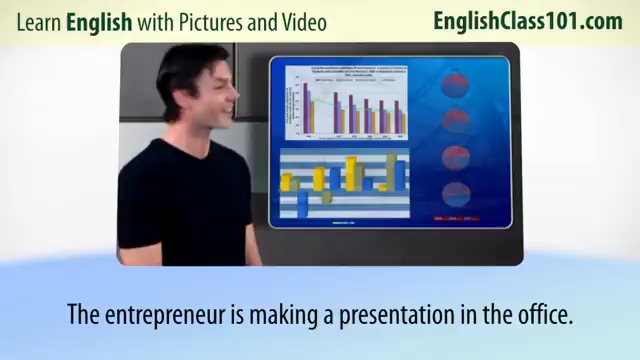 Learn English with Pictures and Video
EnglishClass101.com
The entrepreneur is making a presentation in the office.